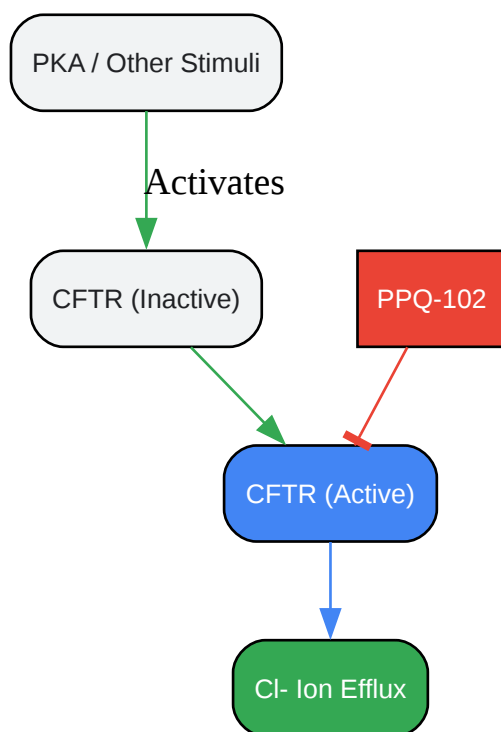 PKA / Other Stimuli
Activates
CFTR (Inactive)
PPQ-102
CFTR (Active)
Cl- Ion Efflux